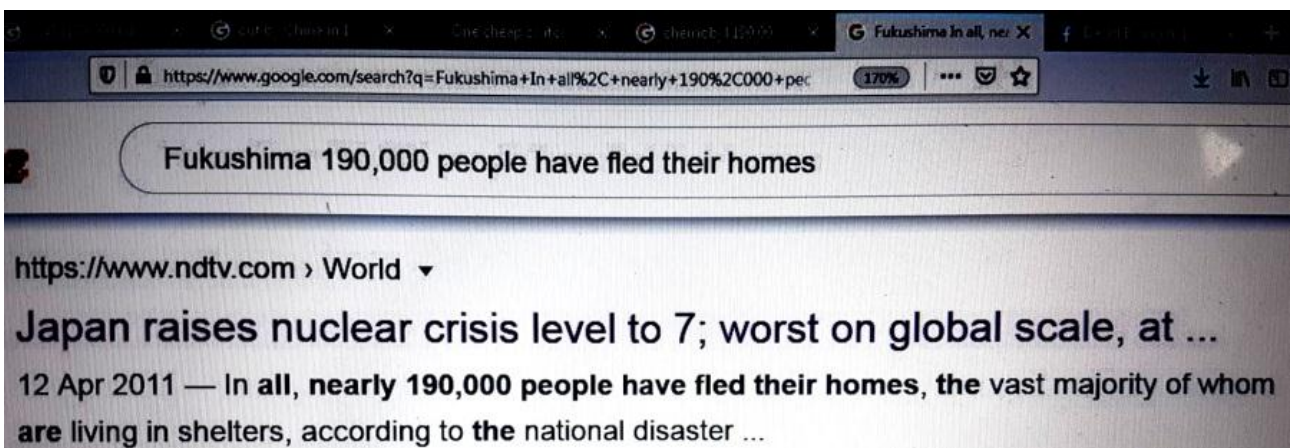 Fukushima In all, nea
https://www.google.com/search?q=Fukushima+In+all%2C+nearly+190%2C000+pec
170%
Fukushima 190,000 people have fled their homes
https://www.ndtv.com › World
Japan raises nuclear crisis level to 7; worst on global scale, at ...
12 Apr 2011 — In all, nearly 190,000 people have fled their homes, the vast majority of whom
are living in shelters, according to the national disaster ...